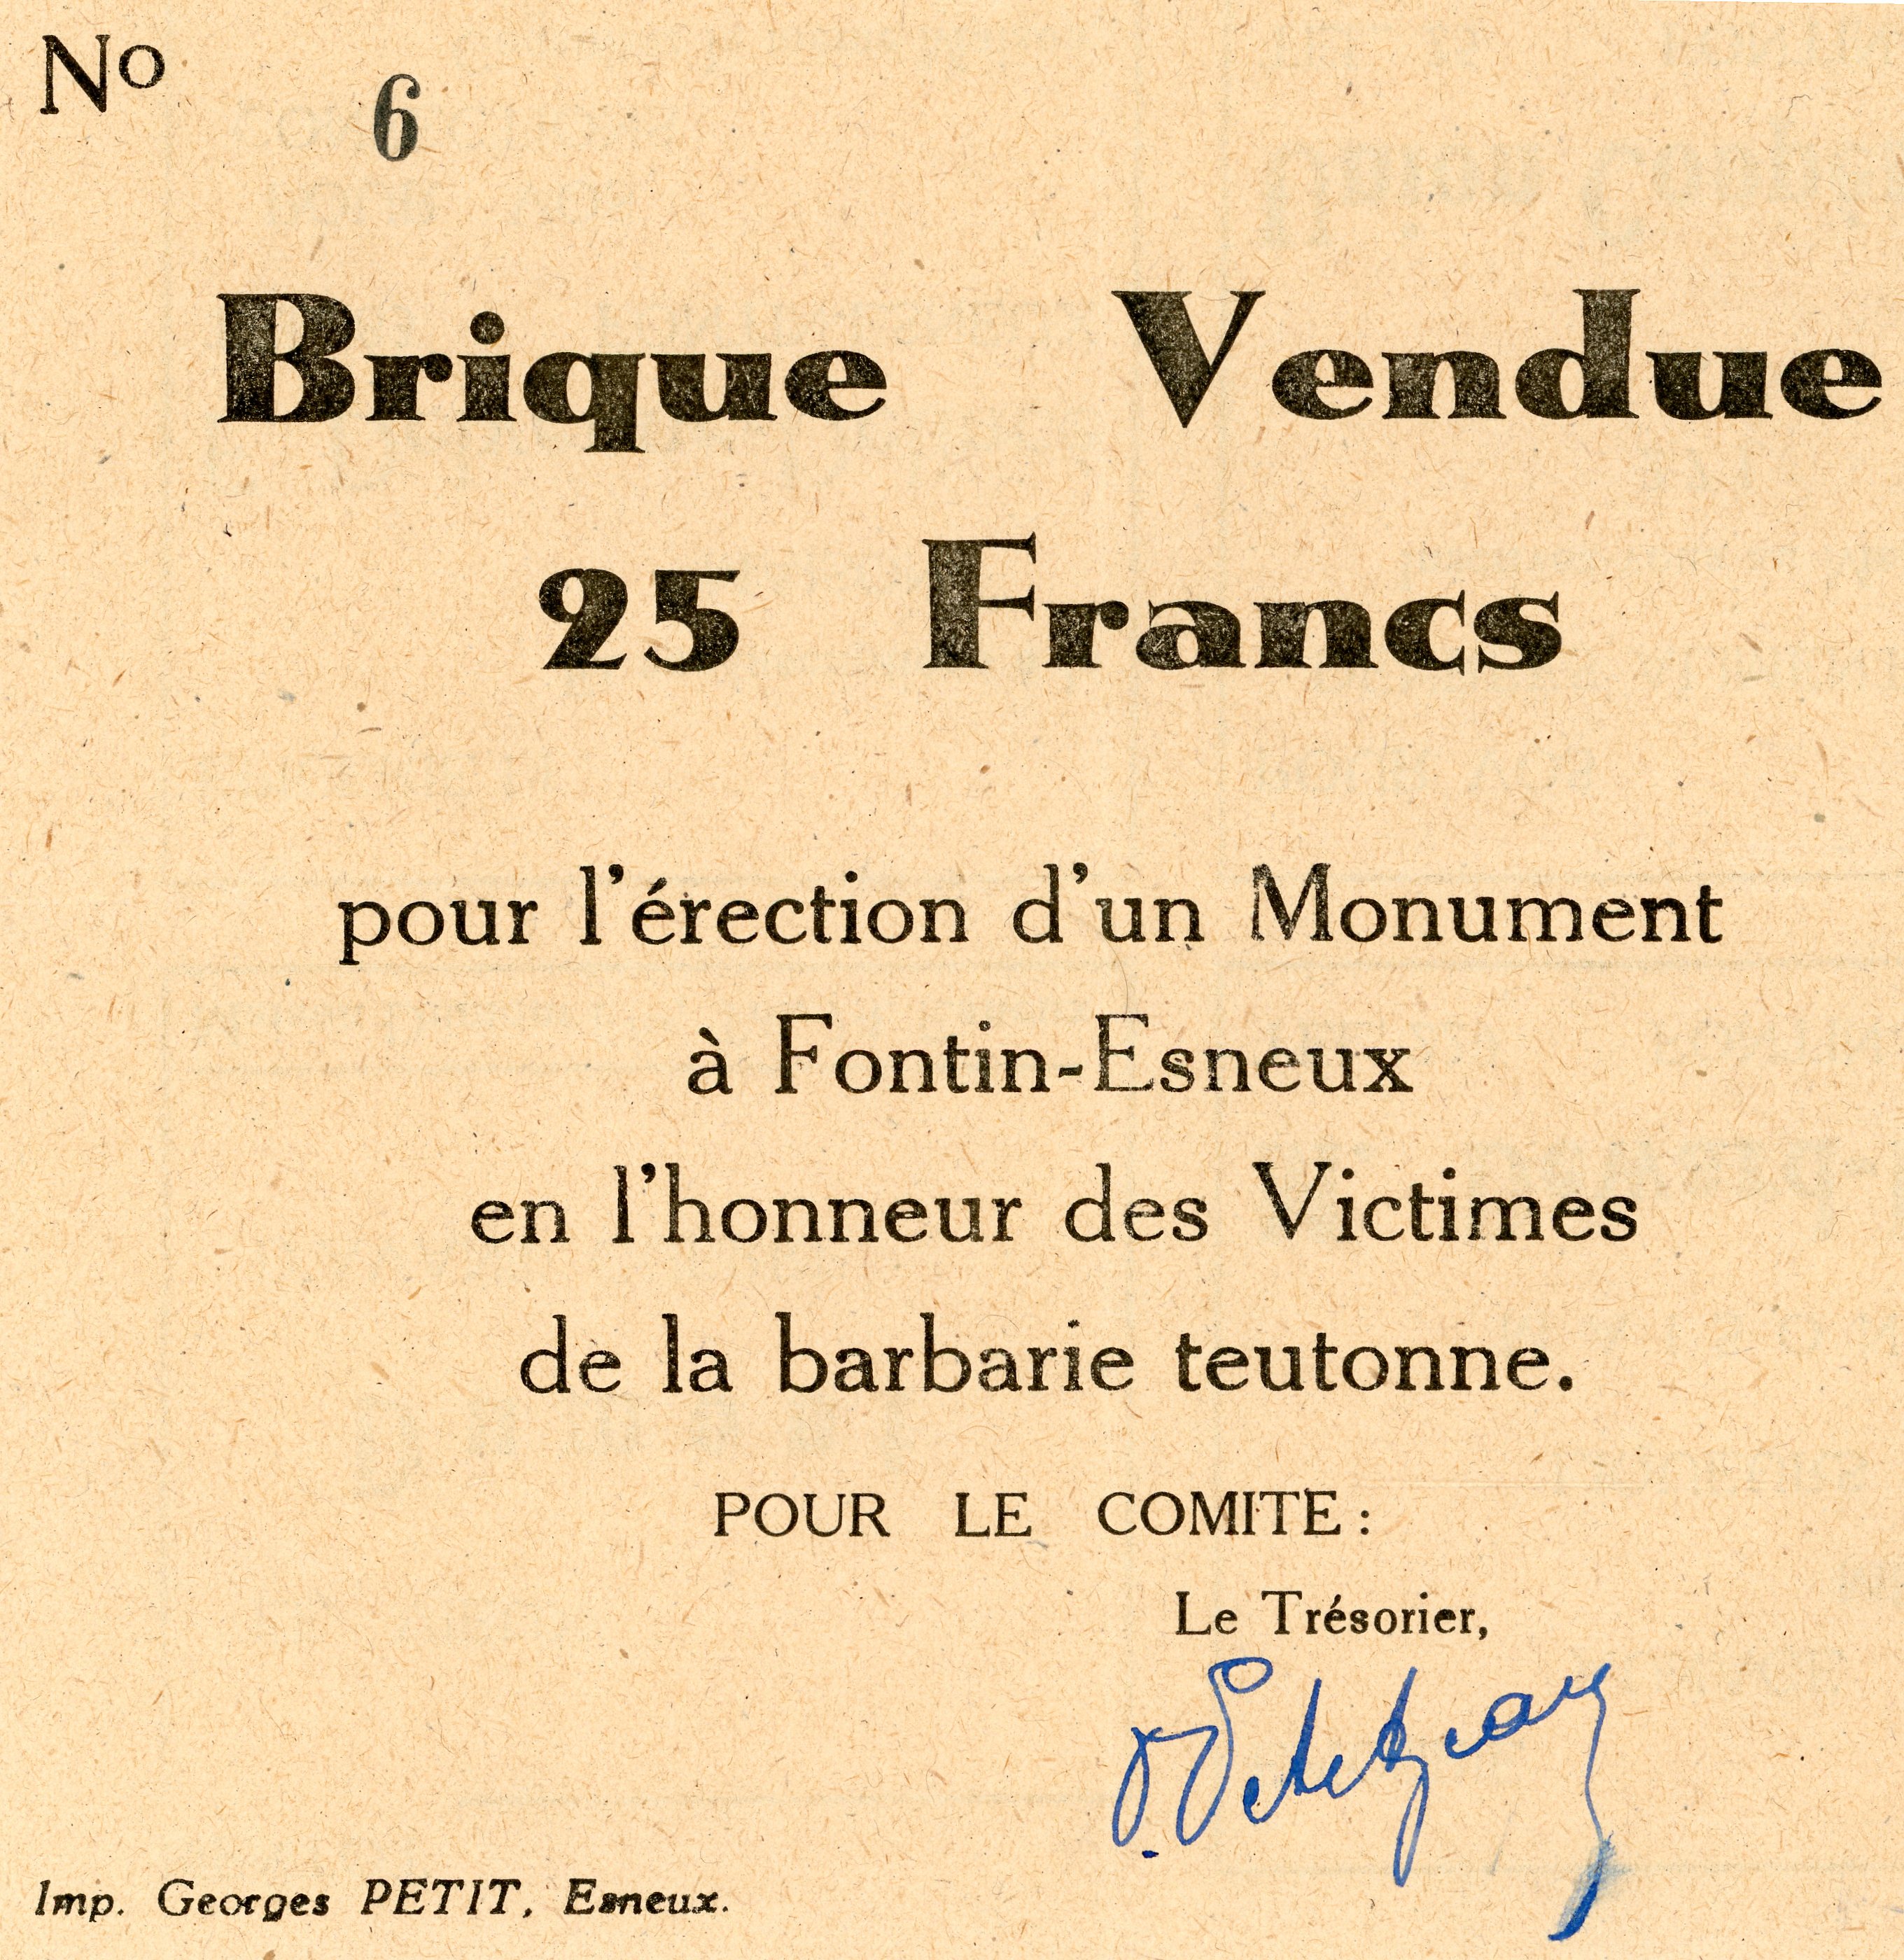 No
6
Brique Vendue
25 Francs
pour l'érection d'un Monument
à Fontin-Esneux
en l'honneur des Victimes
de la barbarie teutonne.
POUR LE COMITE :
Le Trésorier,
Imp. Georges PETIT, Esneux.